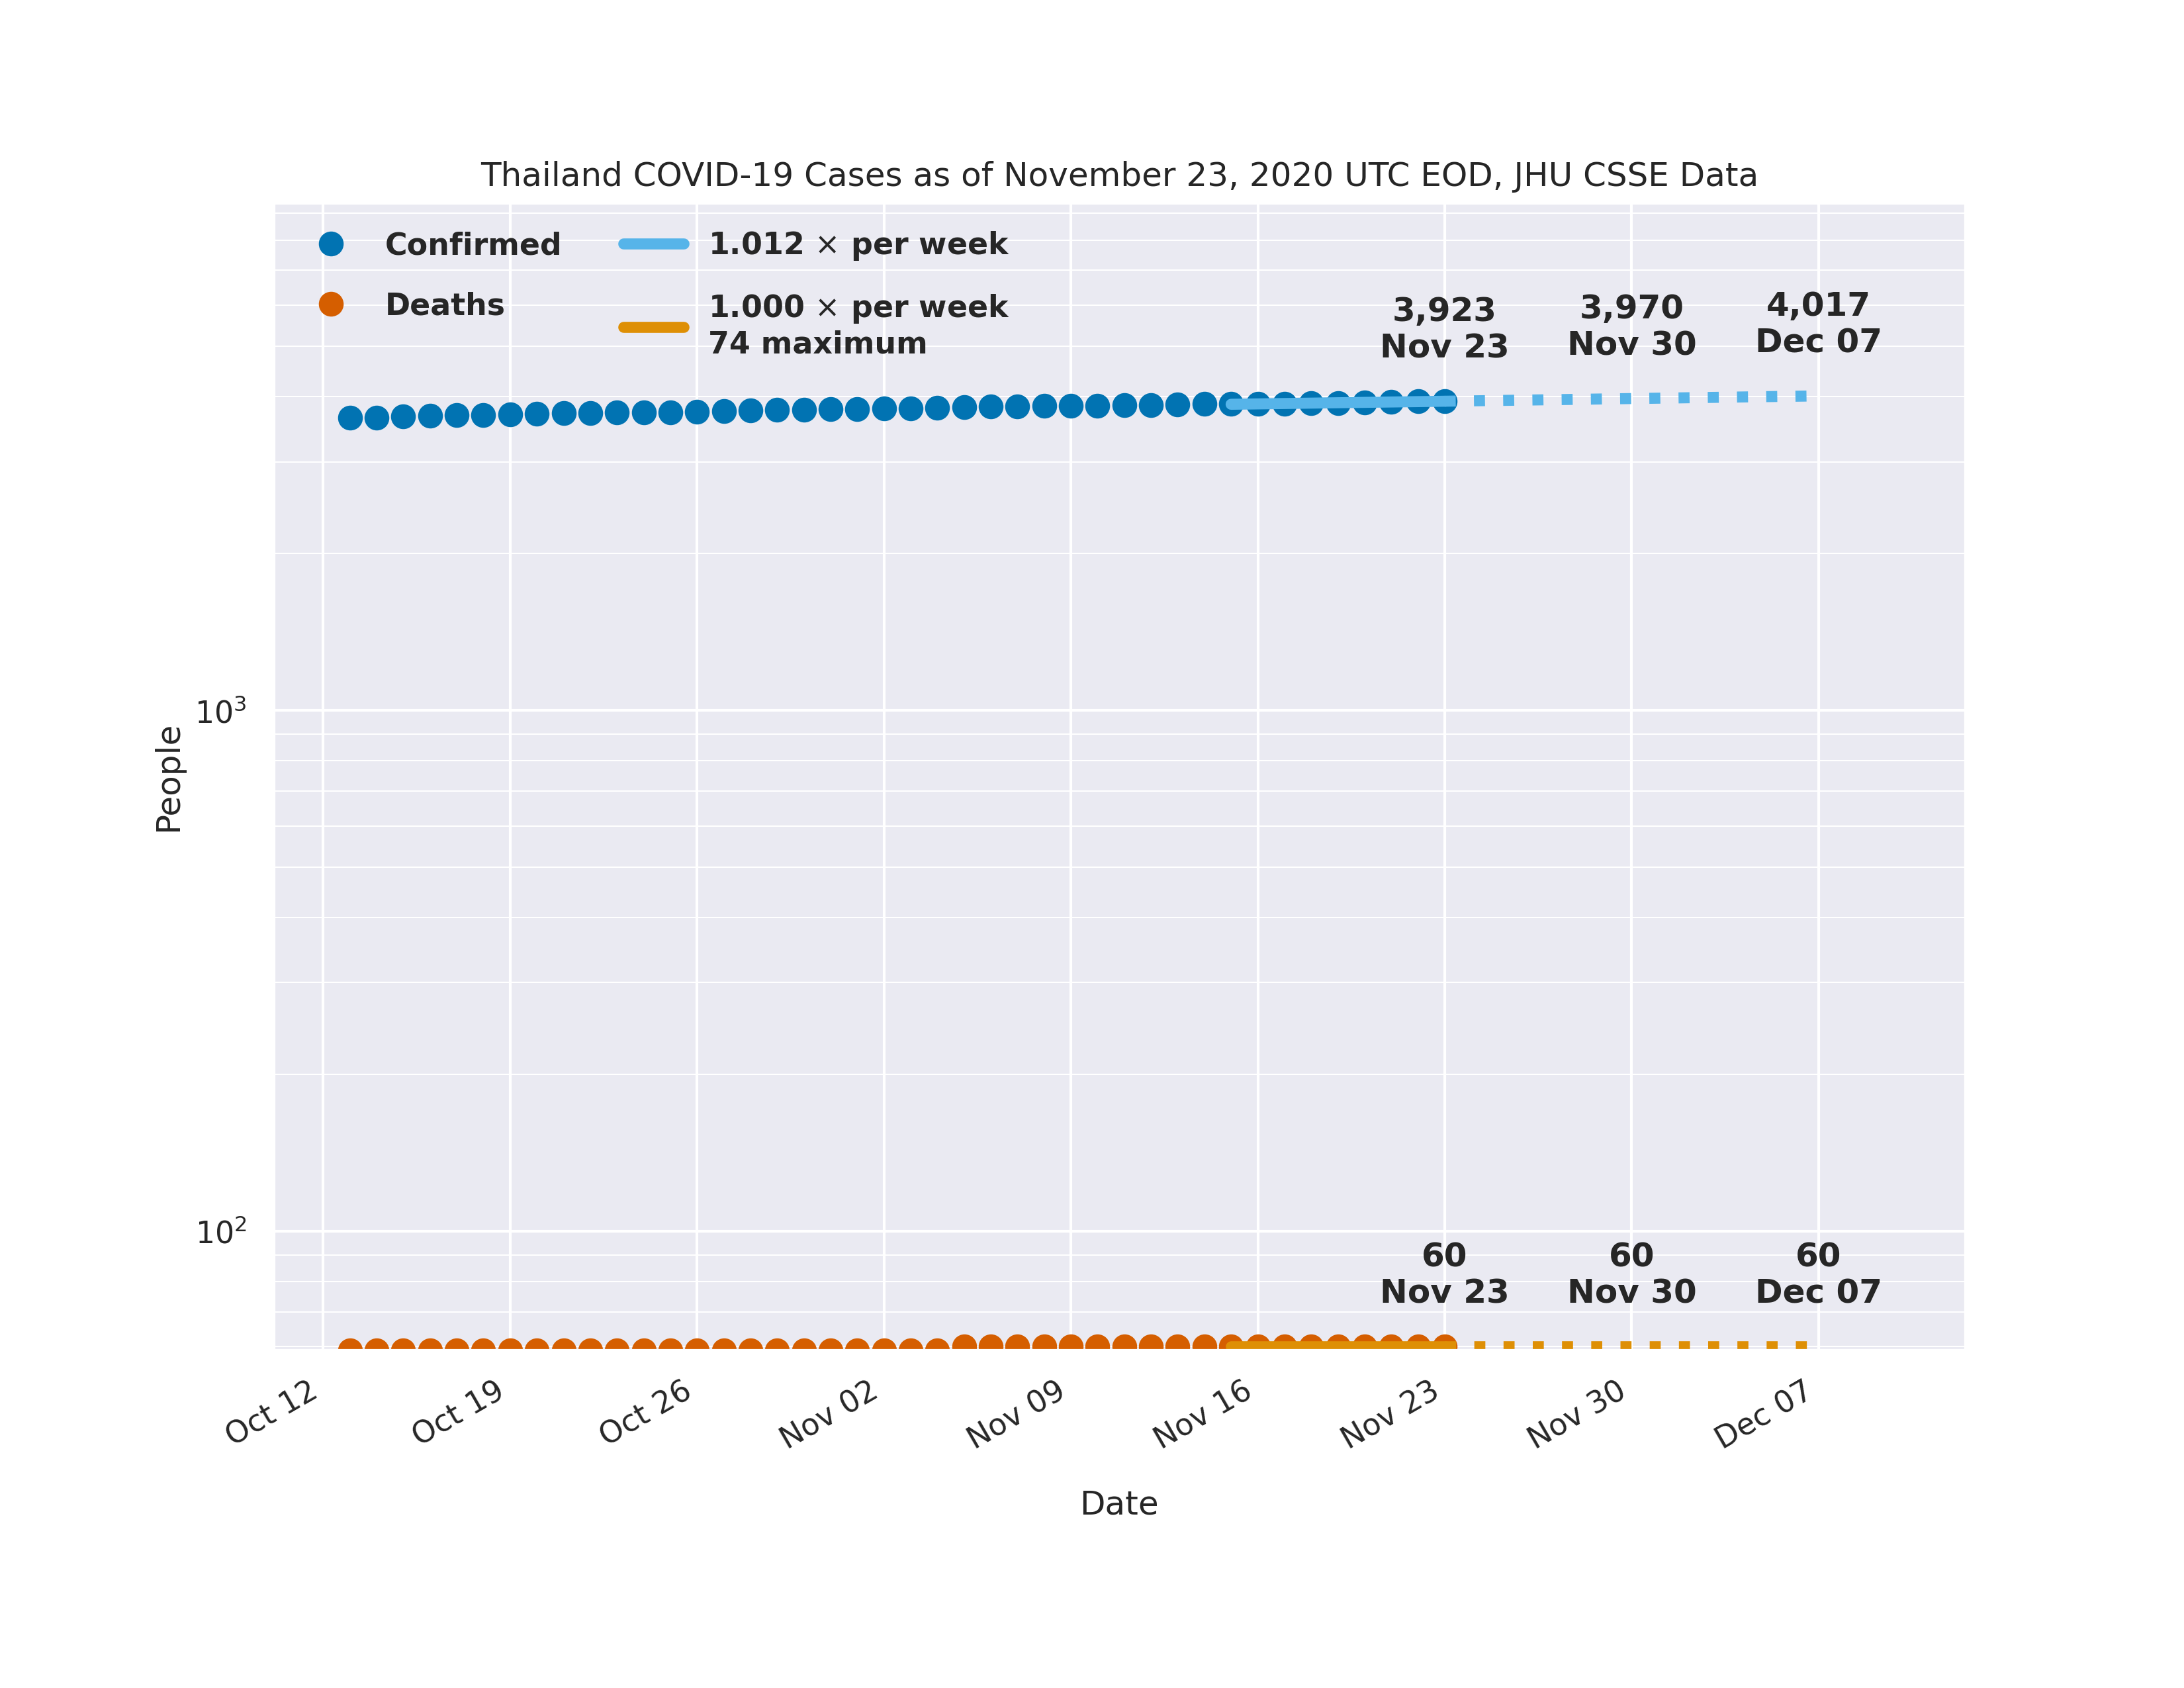 Thailand COVID-19 Cases as of November 23, 2020 UTC EOD, JHU CSSE Data
Confirmed
Deaths
1.012 × per week
1.000 × per week
74 maximum
3,923
Nov 23
3,970
Nov 30
4,017
Dec 07
People
10³
10²
60
Nov 23
60
Nov 30
60
Dec 07
Oct 12
Oct 19
Oct 26
Nov 02
Nov 09
Nov 16
Nov 23
Nov 30
Dec 07
Date